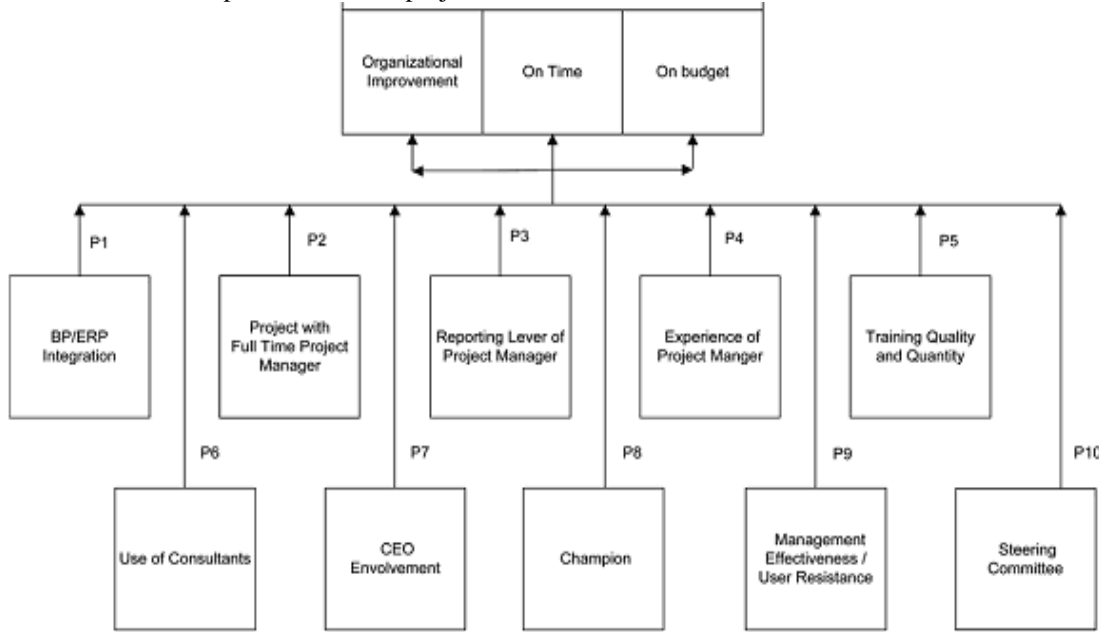 Organizational
Improvement
On Time
On budget
P1
P2
P3
P4
P5
BP/ERP
Integration
Project with
Full Time Project
Manager
Reporting Lever of
Project Manager
Experience of
Project Manger
Training Quality
and Quantity
P6
P7
P8
P9
P10
Use of Consultants
CEO
Envolvement
Champion
Management
Effectiveness /
User Resistance
Steering
Committee